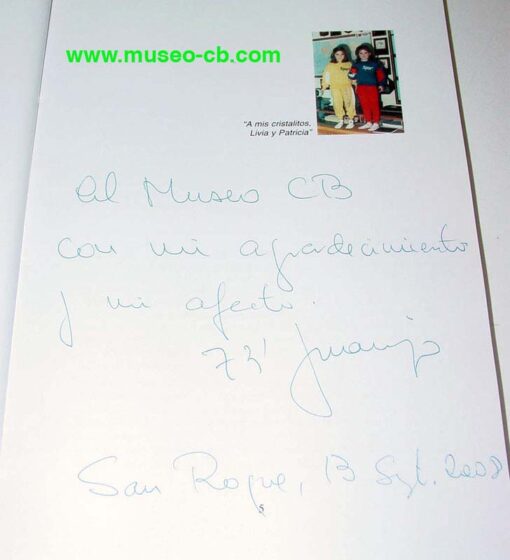 www.museo-cb.com
"A mis cristalitos,
Livia y Patricia"
Al Museo CB
con mi agradecimiento
y mi afecto.
73' Juanjo
San Roque, 13 Sept. 2008
5